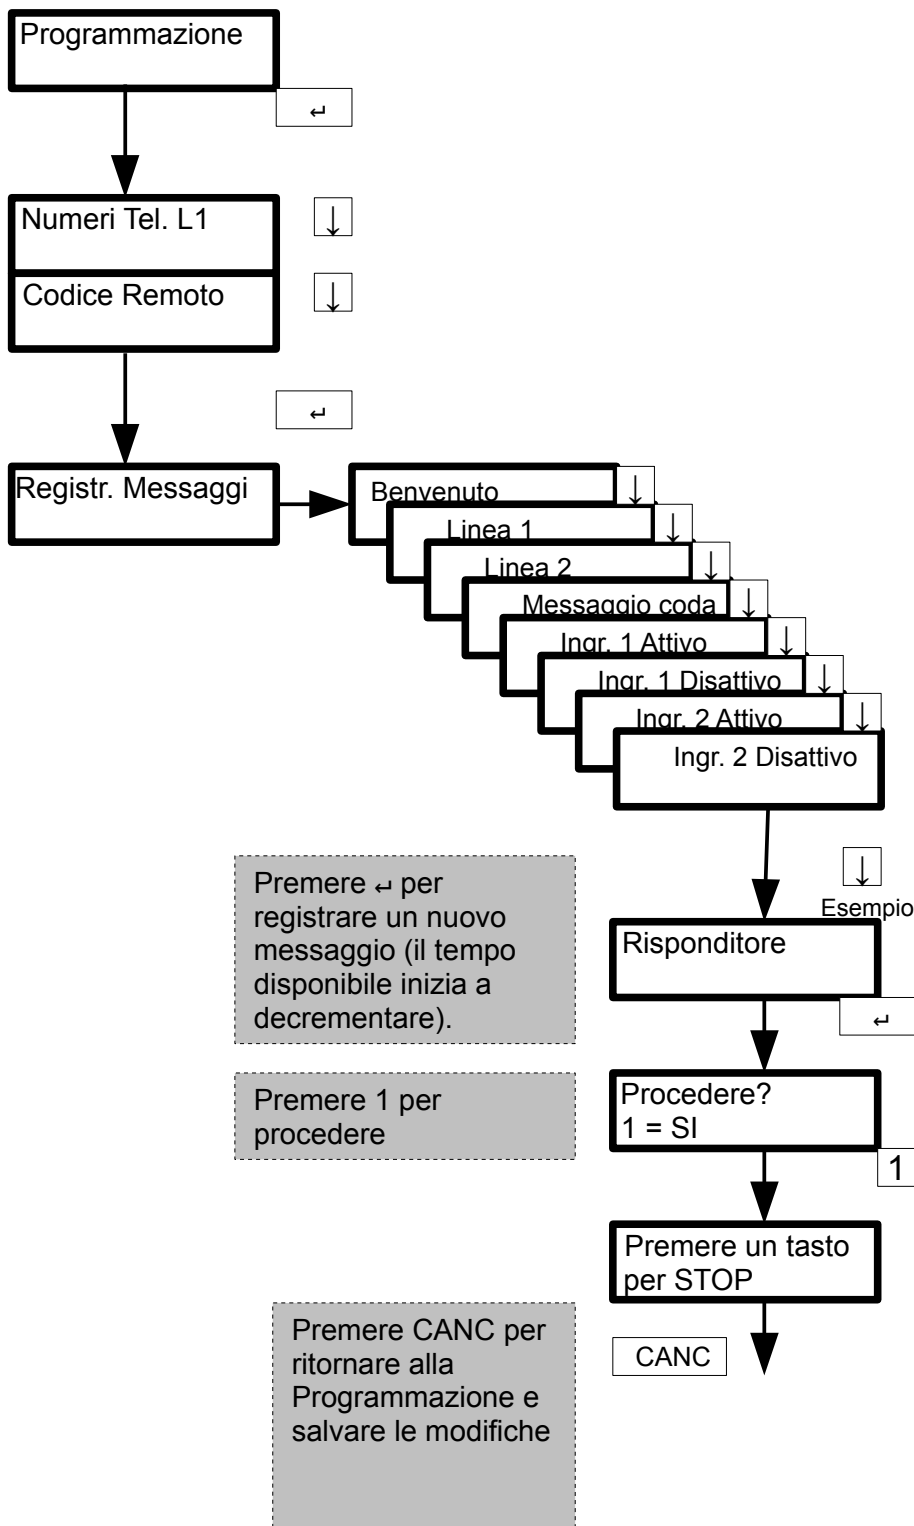 Programmazione
↵
Numeri Tel. L1
↓
Codice Remoto
↓
↵
Registr. Messaggi
Benvenuto
↓
Linea 1
↓
Linea 2
↓
Messaggio coda
↓
Ingr. 1 Attivo
↓
Ingr. 1 Disattivo
↓
Ingr. 2 Attivo
↓
Ingr. 2 Disattivo
↓
Esempio
Premere ↵ per
registrare un nuovo
messaggio (il tempo
disponibile inizia a
decrementare).
Risponditore
↵
Premere 1 per
procedere
Procedere?
1 = SI
1
Premere un tasto
per STOP
Premere CANC per
ritornare alla
Programmazione e
salvare le modifiche
CANC